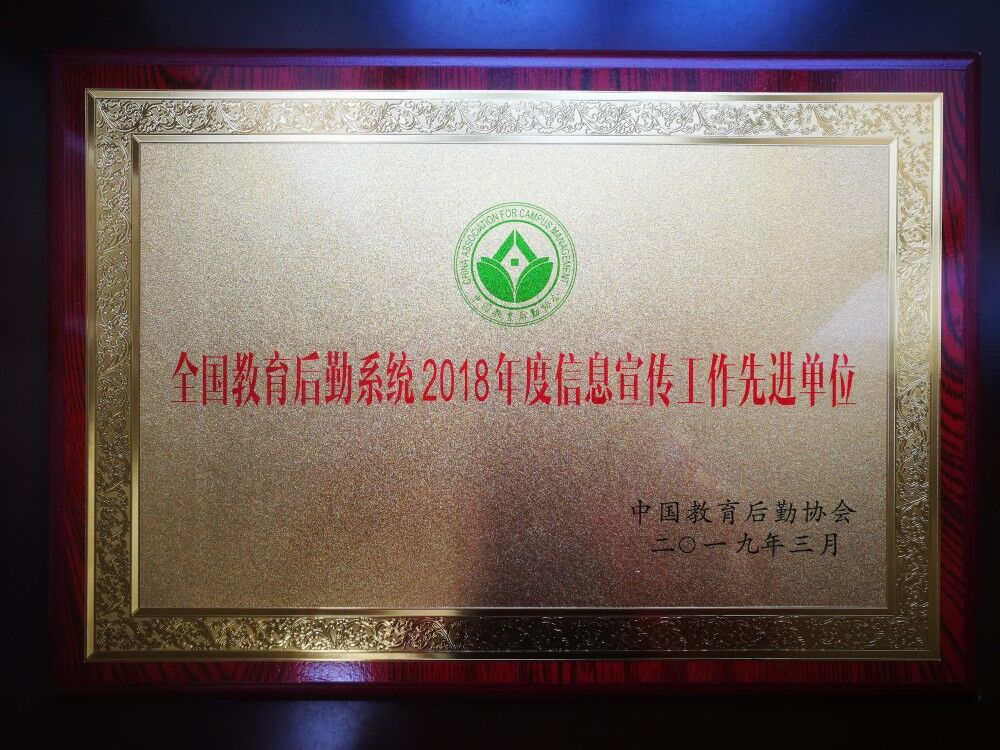 CHINA ASSOCIATION FOR CAMPUS MANAGEMENT
中国教育后勤协会
全国教育后勤系统2018年度信息宣传工作先进单位
中国教育后勤协会
二〇一九年三月